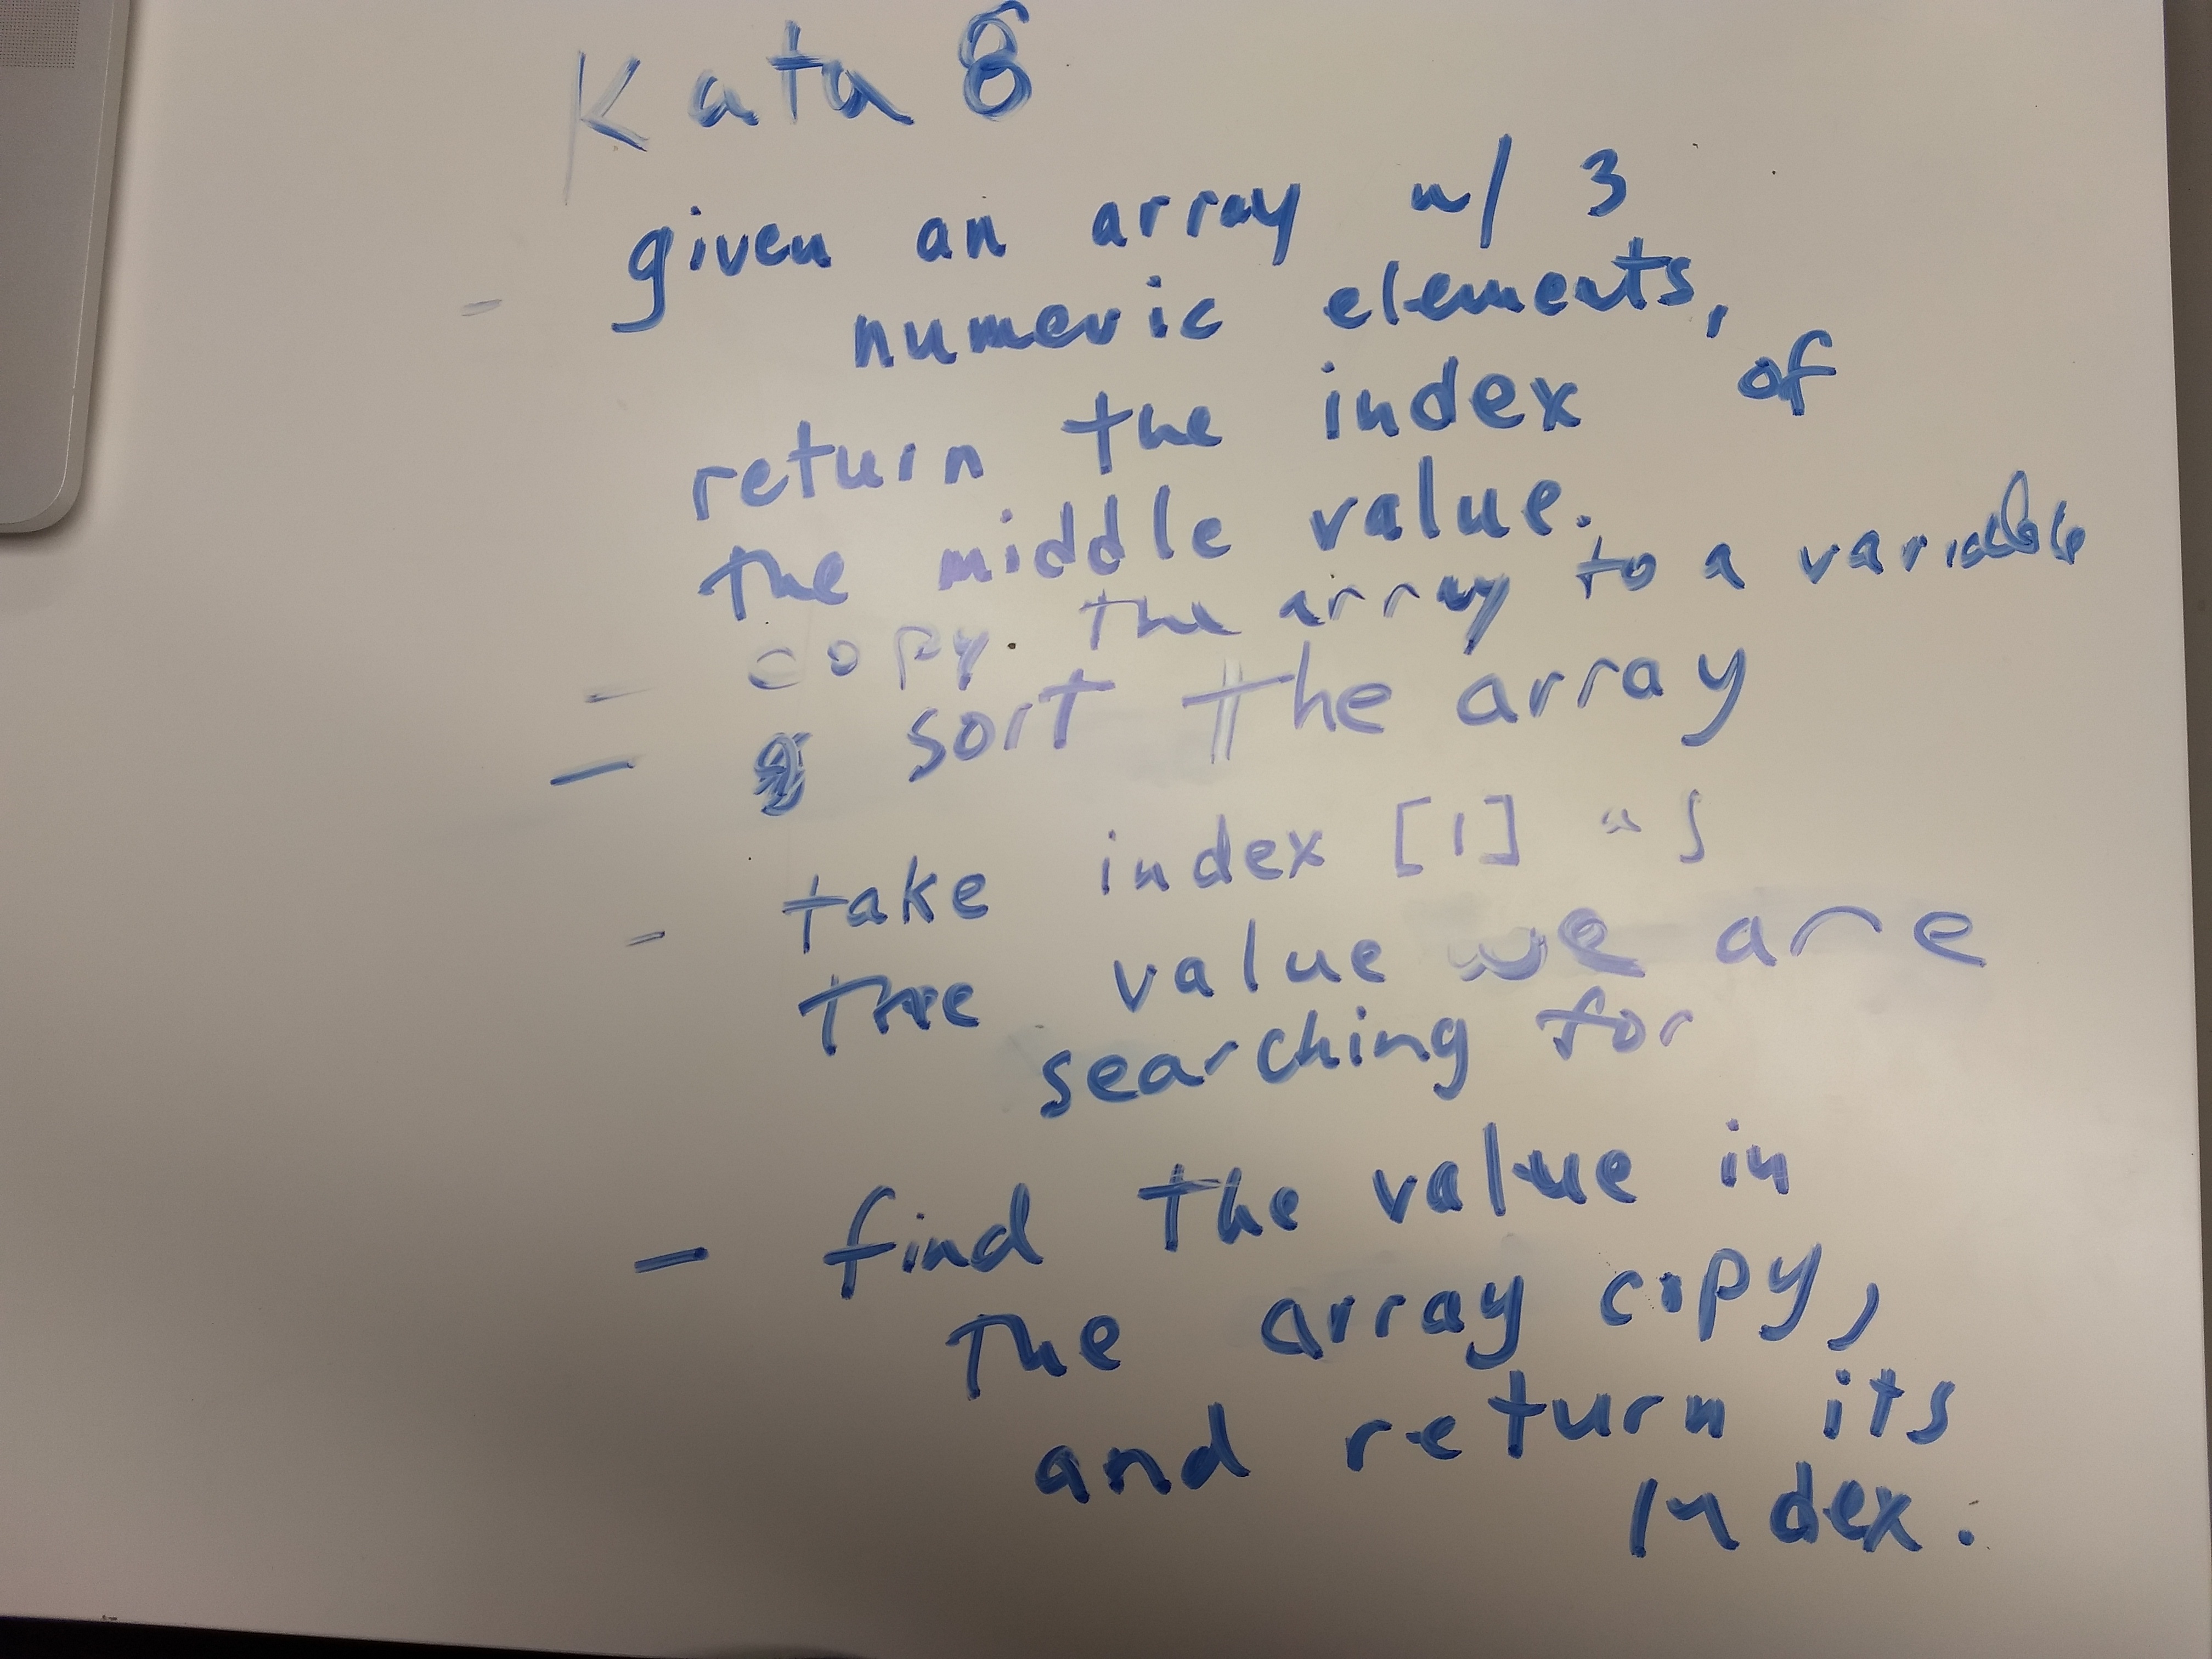 Kata 8
- given an array w/ 3
numeric elements,
return the index of
the middle value.
- copy the array to a variable
- sort the array
- take index [1] as
the value we are
searching for
- find the value in
the array copy,
and return its
index.